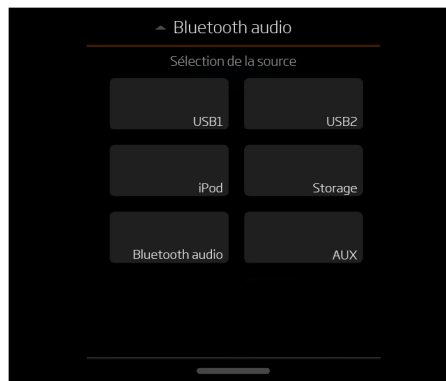 Bluetooth audio
Sélection de la source
USB1 USB2
iPod Storage
Bluetooth audio AUX